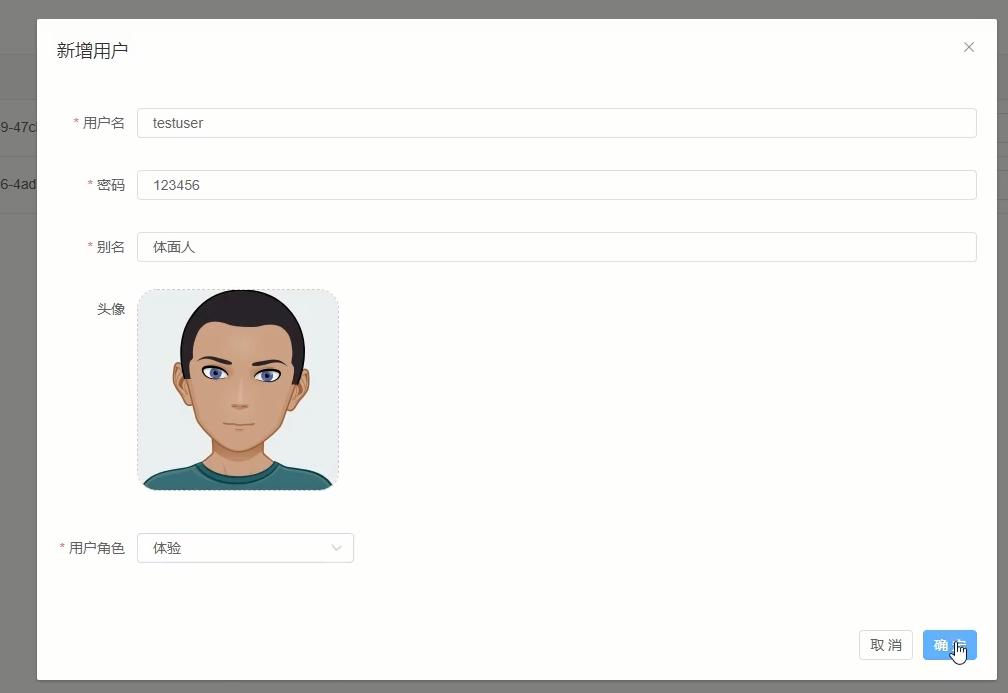 新增用户
* 用户名 testuser
9-47c
* 密码 123456
6-4ad
* 别名 体面人
头像
* 用户角色 体验
取 消 确